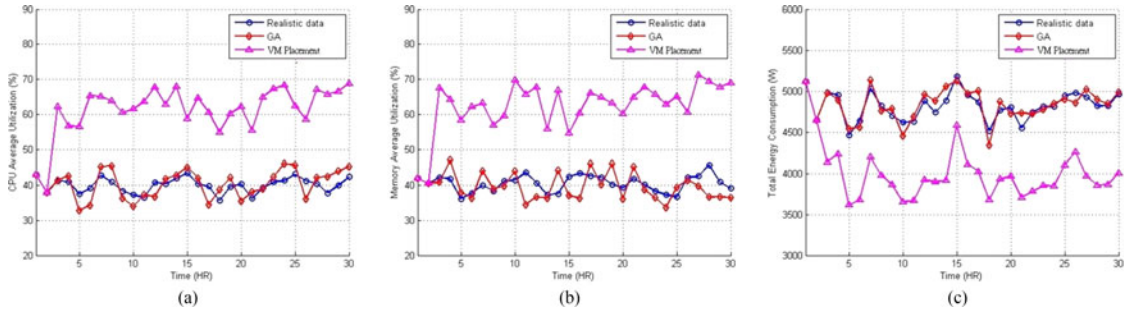 90
80
70
60
50
40
30
20
CPU Average Utilization (%)
5 10 15 20 25 30
Time (HR)
Realistic data
GA
VM Placement
(a)
90
80
70
60
50
40
30
20
Memory Average Utilization (%)
5 10 15 20 25 30
Time (HR)
Realistic data
GA
VM Placement
(b)
6000
5500
5000
4500
4000
3500
3000
Total Energy Consumption (W)
5 10 15 20 25 30
Time (HR)
Realistic data
GA
VM Placement
(c)